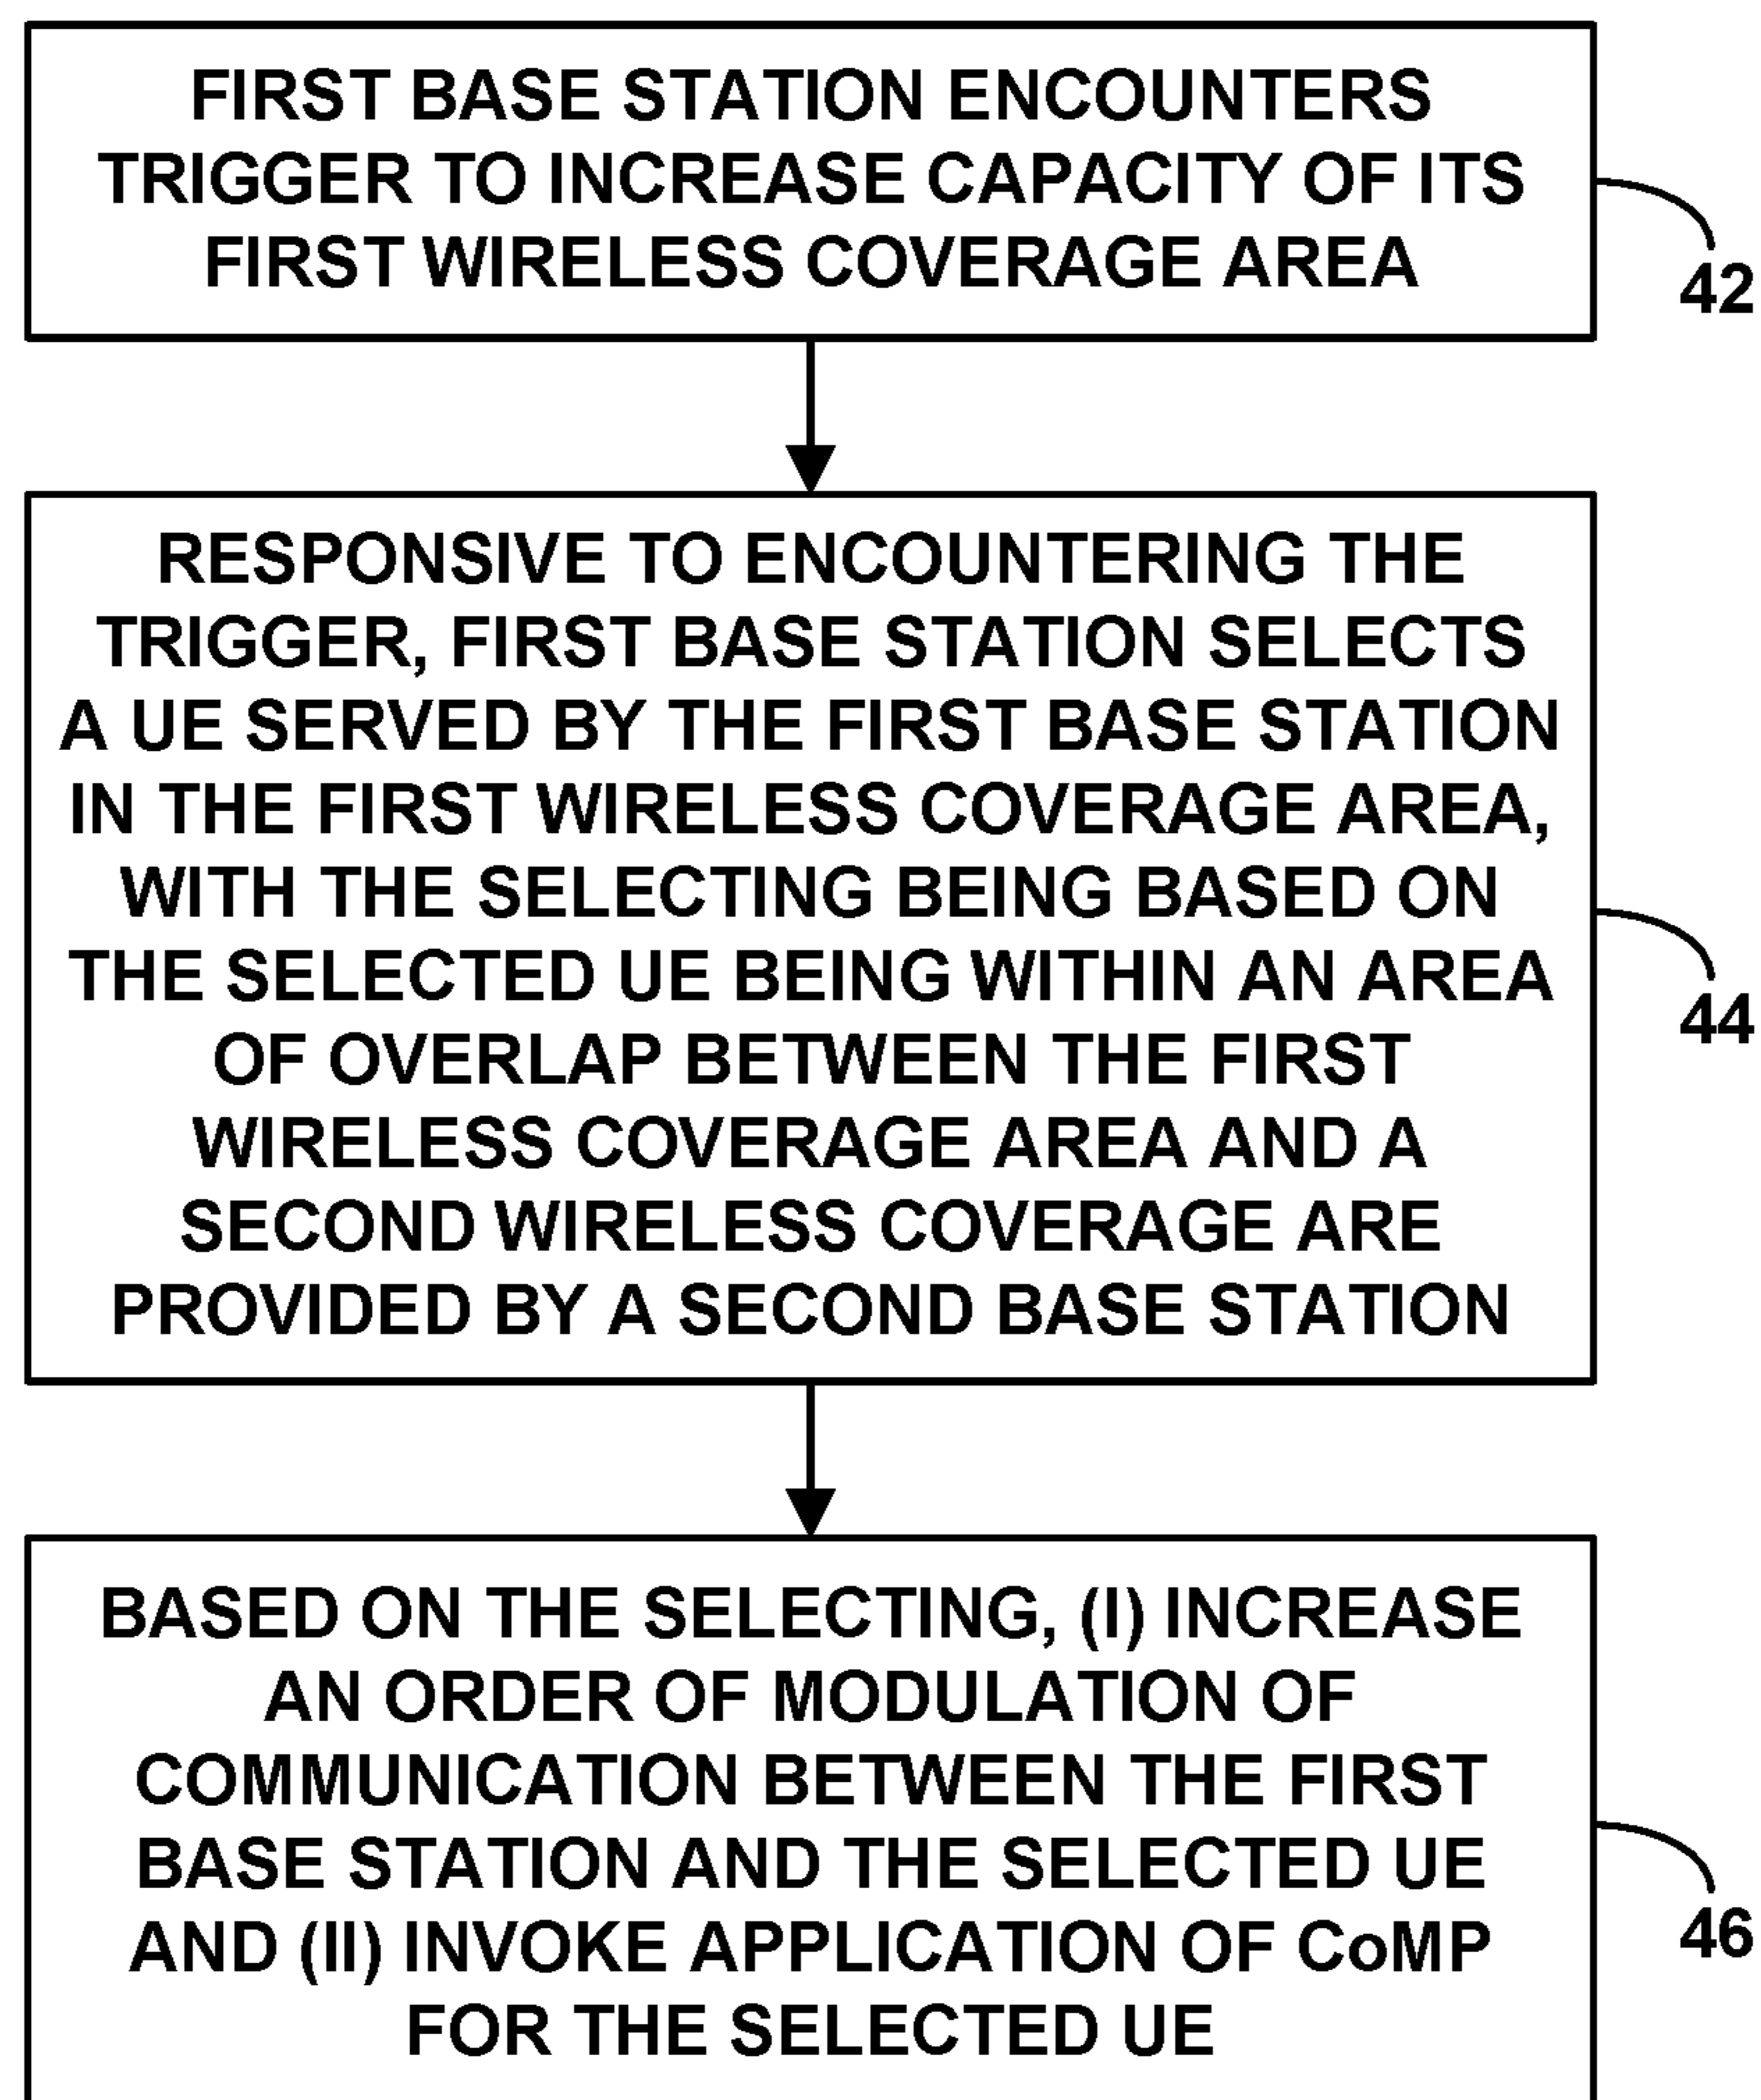 FIRST BASE STATION ENCOUNTERS
TRIGGER TO INCREASE CAPACITY OF ITS
FIRST WIRELESS COVERAGE AREA
42
RESPONSIVE TO ENCOUNTERING THE
TRIGGER, FIRST BASE STATION SELECTS
A UE SERVED BY THE FIRST BASE STATION
IN THE FIRST WIRELESS COVERAGE AREA,
WITH THE SELECTING BEING BASED ON
THE SELECTED UE BEING WITHIN AN AREA
OF OVERLAP BETWEEN THE FIRST
WIRELESS COVERAGE AREA AND A
SECOND WIRELESS COVERAGE ARE
PROVIDED BY A SECOND BASE STATION
44
BASED ON THE SELECTING, (I) INCREASE
AN ORDER OF MODULATION OF
COMMUNICATION BETWEEN THE FIRST
BASE STATION AND THE SELECTED UE
AND (II) INVOKE APPLICATION OF CoMP
FOR THE SELECTED UE
46